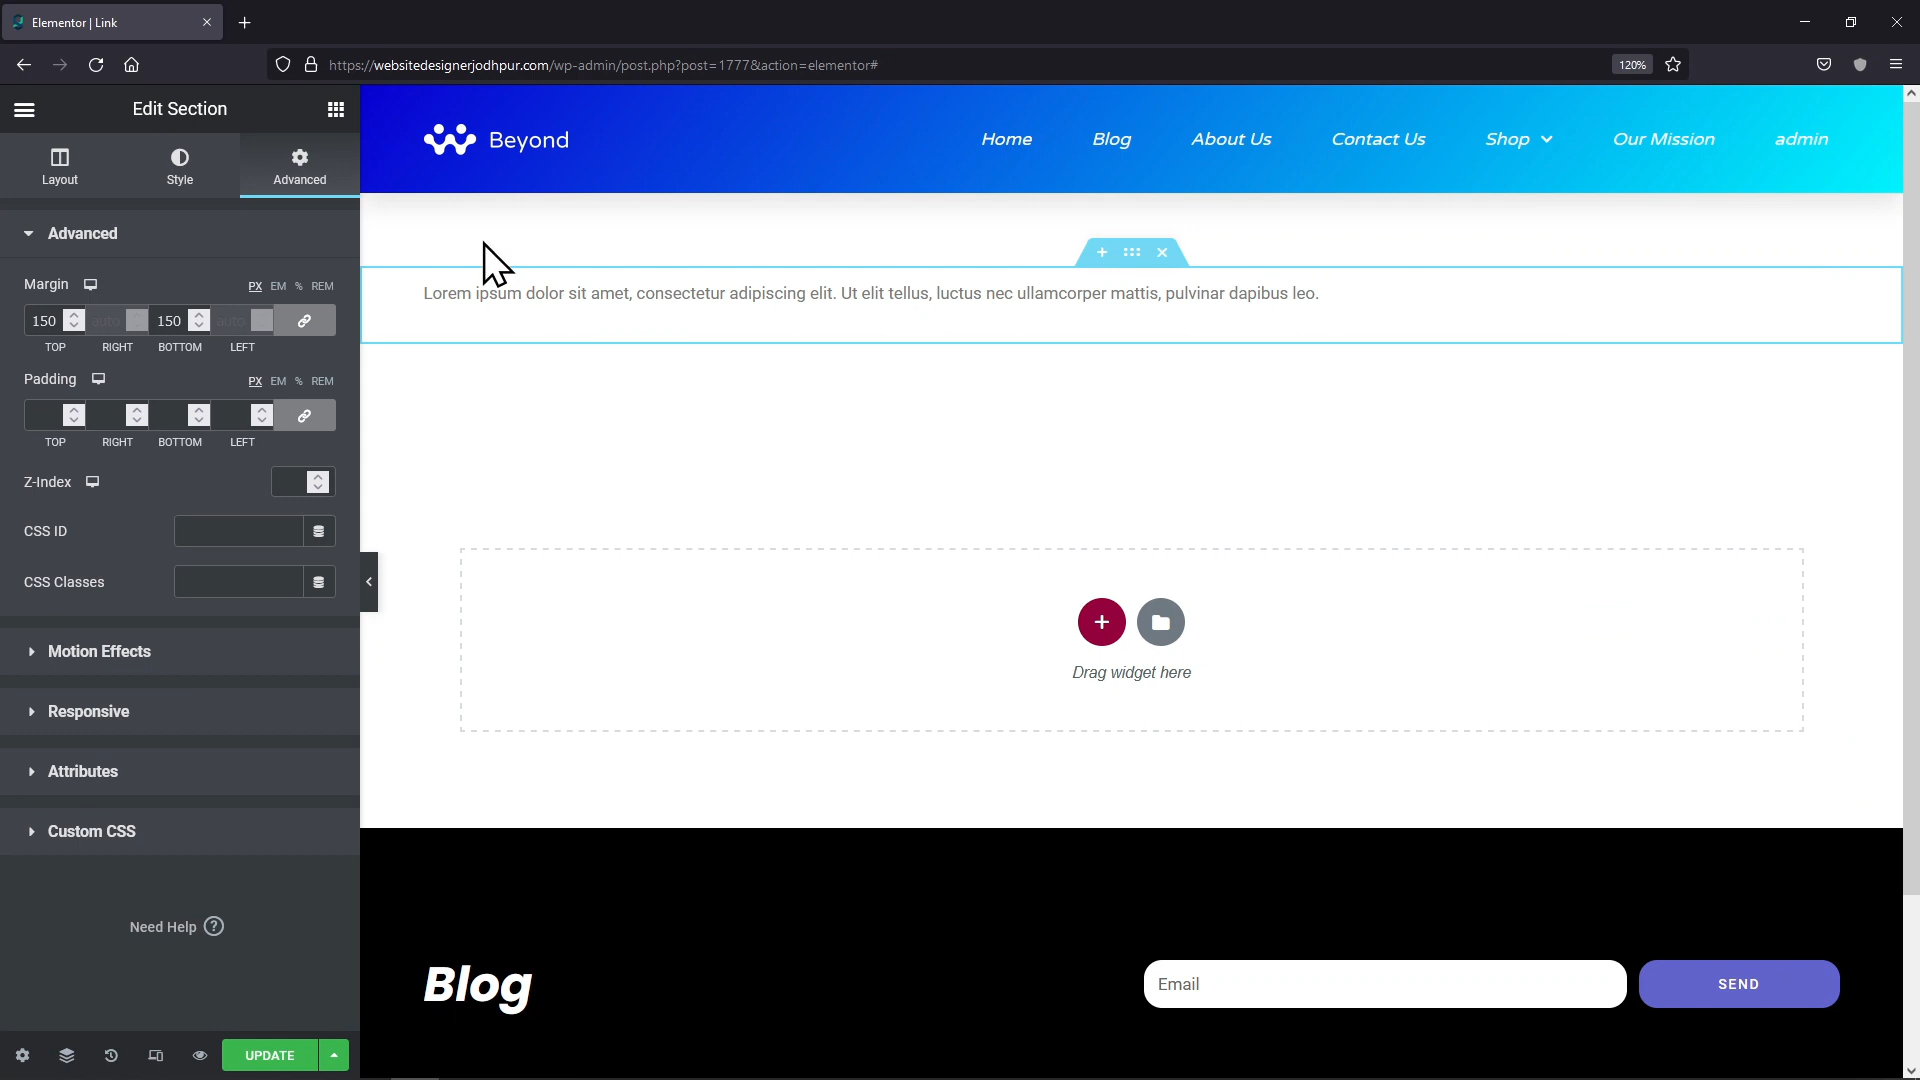 Elementor | Link
https://websitedesignerjodhpur.com/wp-admin/post.php?post=1777&action=elementor#
120%
Edit Section
Layout
Style
Advanced
Advanced
Margin
PX EM % REM
150 auto 150 auto
TOP RIGHT BOTTOM LEFT
Padding
PX EM % REM
TOP RIGHT BOTTOM LEFT
Z-Index
CSS ID
CSS Classes
Motion Effects
Responsive
Attributes
Custom CSS
Need Help ?
UPDATE
Beyond
Home Blog About Us Contact Us Shop Our Mission admin
Lorem ipsum dolor sit amet, consectetur adipiscing elit. Ut elit tellus, luctus nec ullamcorper mattis, pulvinar dapibus leo.
Drag widget here
Blog
Email
SEND